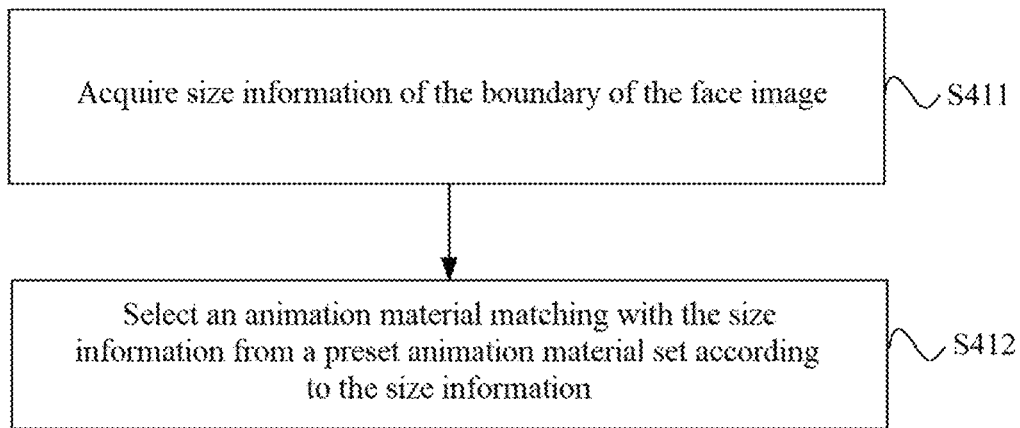 Acquire size information of the boundary of the face image
S411
Select an animation material matching with the size
information from a preset animation material set according
to the size information
S412